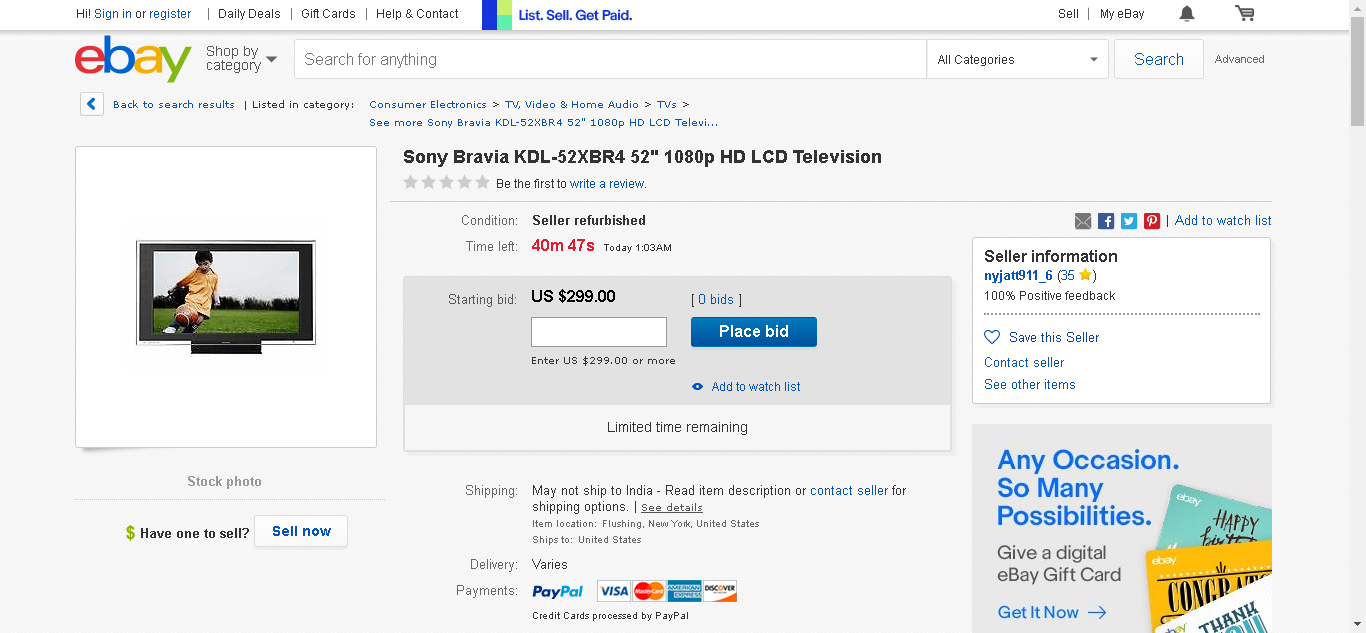 Hi! Sign in or register | Daily Deals | Gift Cards | Help & Contact
List. Sell. Get Paid.
Sell | My eBay
ebay
Shop by category
Search for anything
All Categories
Search
Advanced
Back to search results | Listed in category:
Consumer Electronics > TV, Video & Home Audio > TVs >
See more Sony Bravia KDL-52XBR4 52" 1080p HD LCD Televi...
Stock photo
$ Have one to sell? Sell now
Sony Bravia KDL-52XBR4 52" 1080p HD LCD Television
Be the first to write a review.
Condition: Seller refurbished
Time left: 40m 47s Today 1:03AM
Starting bid: US $299.00 [ 0 bids ]
Place bid
Enter US $299.00 or more
Add to watch list
Limited time remaining
Shipping: May not ship to India - Read item description or contact seller for
shipping options. | See details
Item location: Flushing, New York, United States
Ships to: United States
Delivery: Varies
Payments: PayPal VISA MasterCard AMERICAN EXPRESS DISCOVER
Credit Cards processed by PayPal
| Add to watch list
Seller information
nyjatt911_6 (35 )
100% Positive feedback
Save this Seller
Contact seller
See other items
Any Occasion.
So Many
Possibilities.
Give a digital
eBay Gift Card
Get It Now
ebay
HAPPY
ebay
THANK